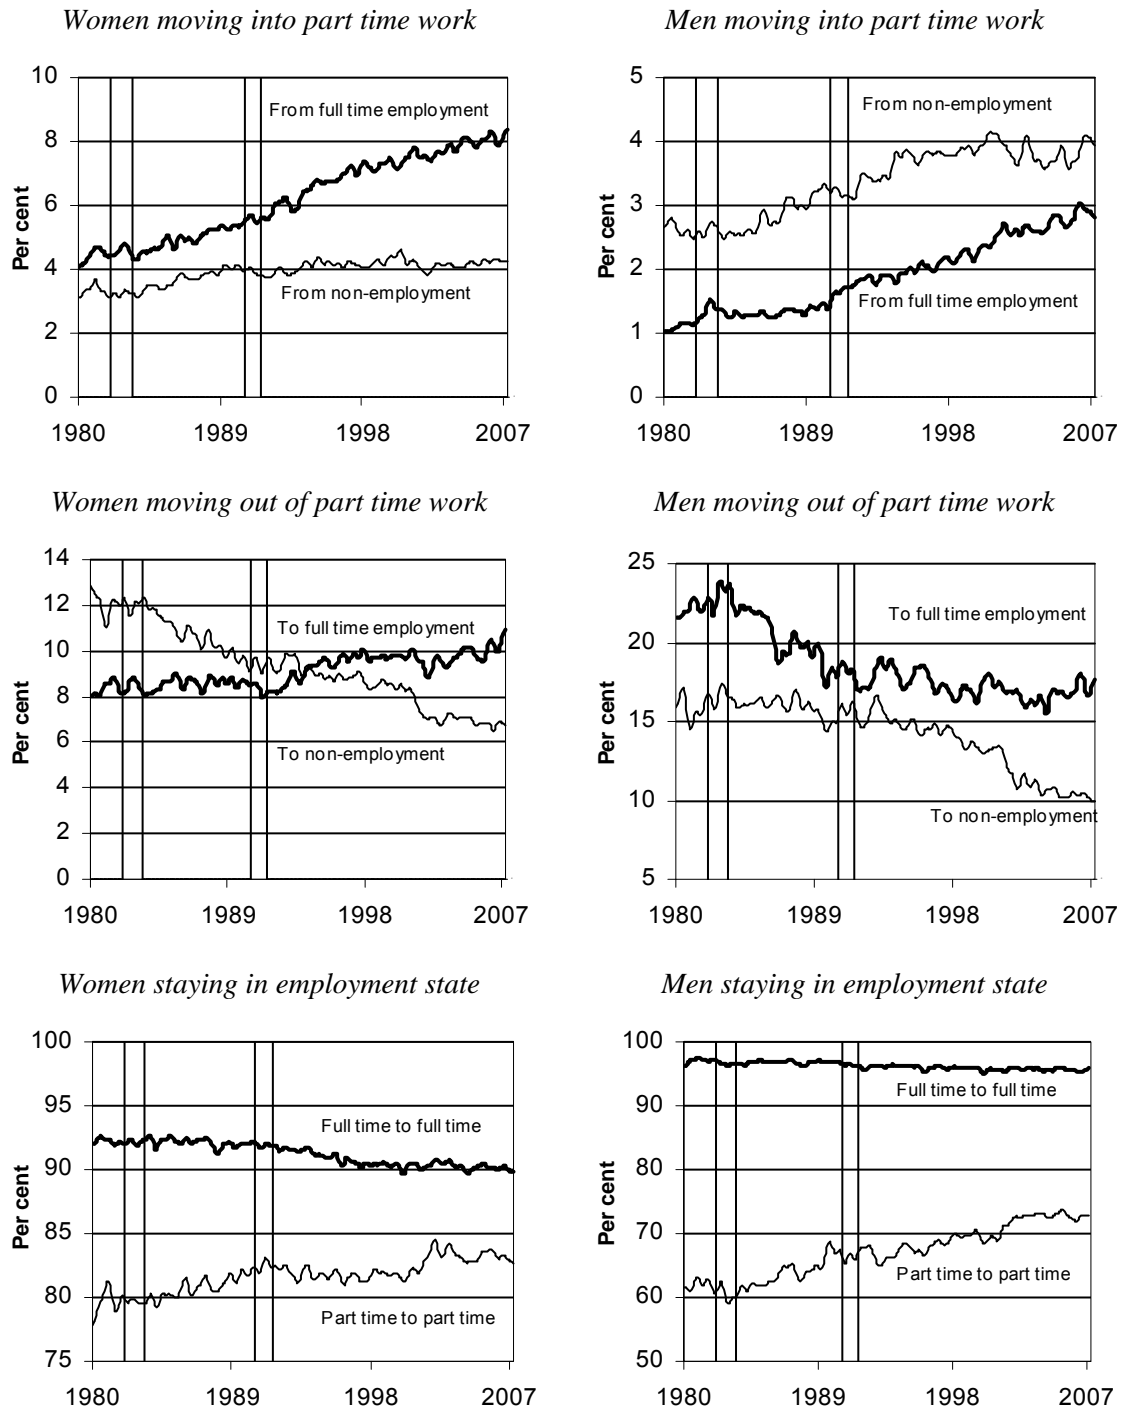 Women moving into part time work
Per cent
10
8
6
4
2
0
From full time employment
From non-employment
1980 1989 1998 2007
Men moving into part time work
Per cent
5
4
3
2
1
0
From non-employment
From full time employment
1980 1989 1998 2007
Women moving out of part time work
Per cent
14
12
10
8
6
4
2
0
To full time employment
To non-employment
1980 1989 1998 2007
Men moving out of part time work
Per cent
25
20
15
10
5
To full time employment
To non-employment
1980 1989 1998 2007
Women staying in employment state
Per cent
100
95
90
85
80
75
Full time to full time
Part time to part time
1980 1989 1998 2007
Men staying in employment state
Per cent
100
90
80
70
60
50
Full time to full time
Part time to part time
1980 1989 1998 2007